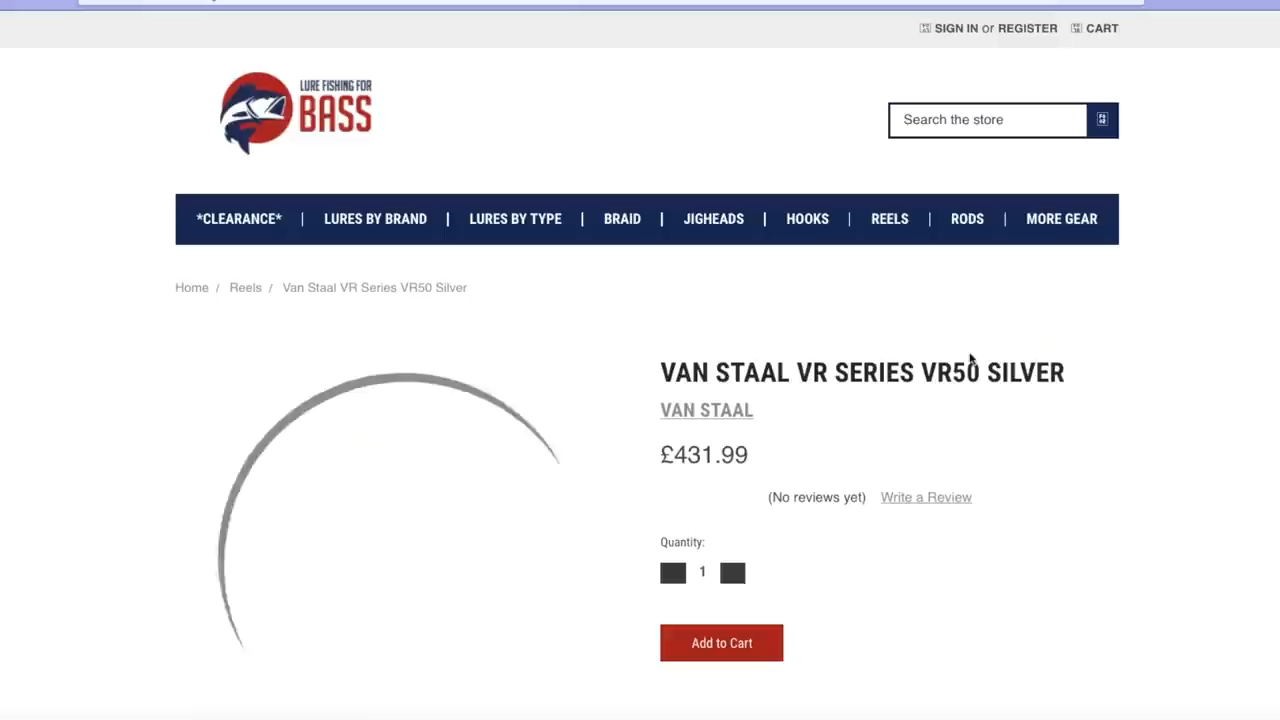 SIGN IN or REGISTER CART
LURE FISHING FOR
BASS
Search the store
*CLEARANCE* | LURES BY BRAND | LURES BY TYPE | BRAID | JIGHEADS | HOOKS | REELS | RODS | MORE GEAR
Home / Reels / Van Staal VR Series VR50 Silver
VAN STAAL VR SERIES VR50 SILVER
VAN STAAL
£431.99
(No reviews yet) Write a Review
Quantity:
1
Add to Cart